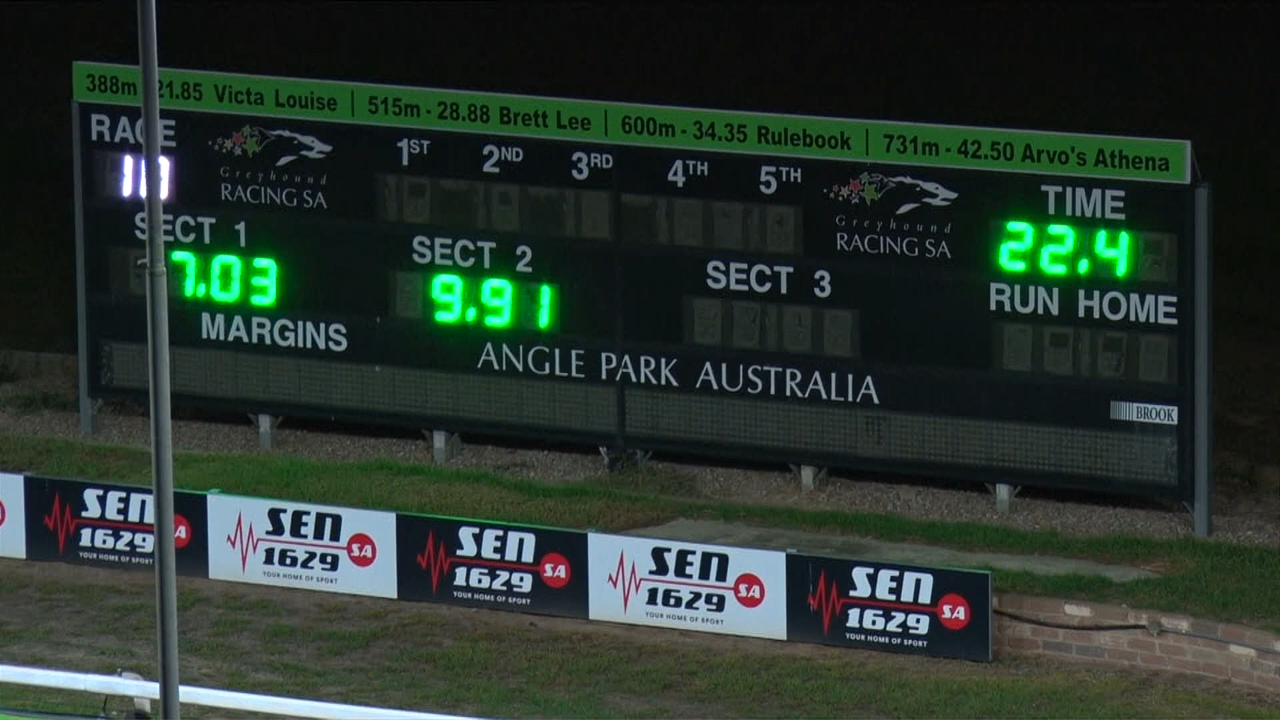 388m 21.85 Victa Louise | 515m - 28.88 Brett Lee | 600m - 34.35 Rulebook | 731m - 42.50 Arvo's Athena
RACE
Greyhound
RACING SA
1ST 2ND 3RD 4TH 5TH
Greyhound
RACING SA
TIME
22.4
SECT 1
7.03
SECT 2
9.91
SECT 3
RUN HOME
MARGINS
ANGLE PARK AUSTRALIA
BROOK
SEN
1629
A
YOUR HOME OF SPORT
SEN
1629
SA
YOUR HOME OF SPORT
SEN
1629
SA
YOUR HOME OF SPORT
SEN
1629
SA
YOUR HOME OF SPORT
SEN
1629
SA
YOUR HOME OF SPORT